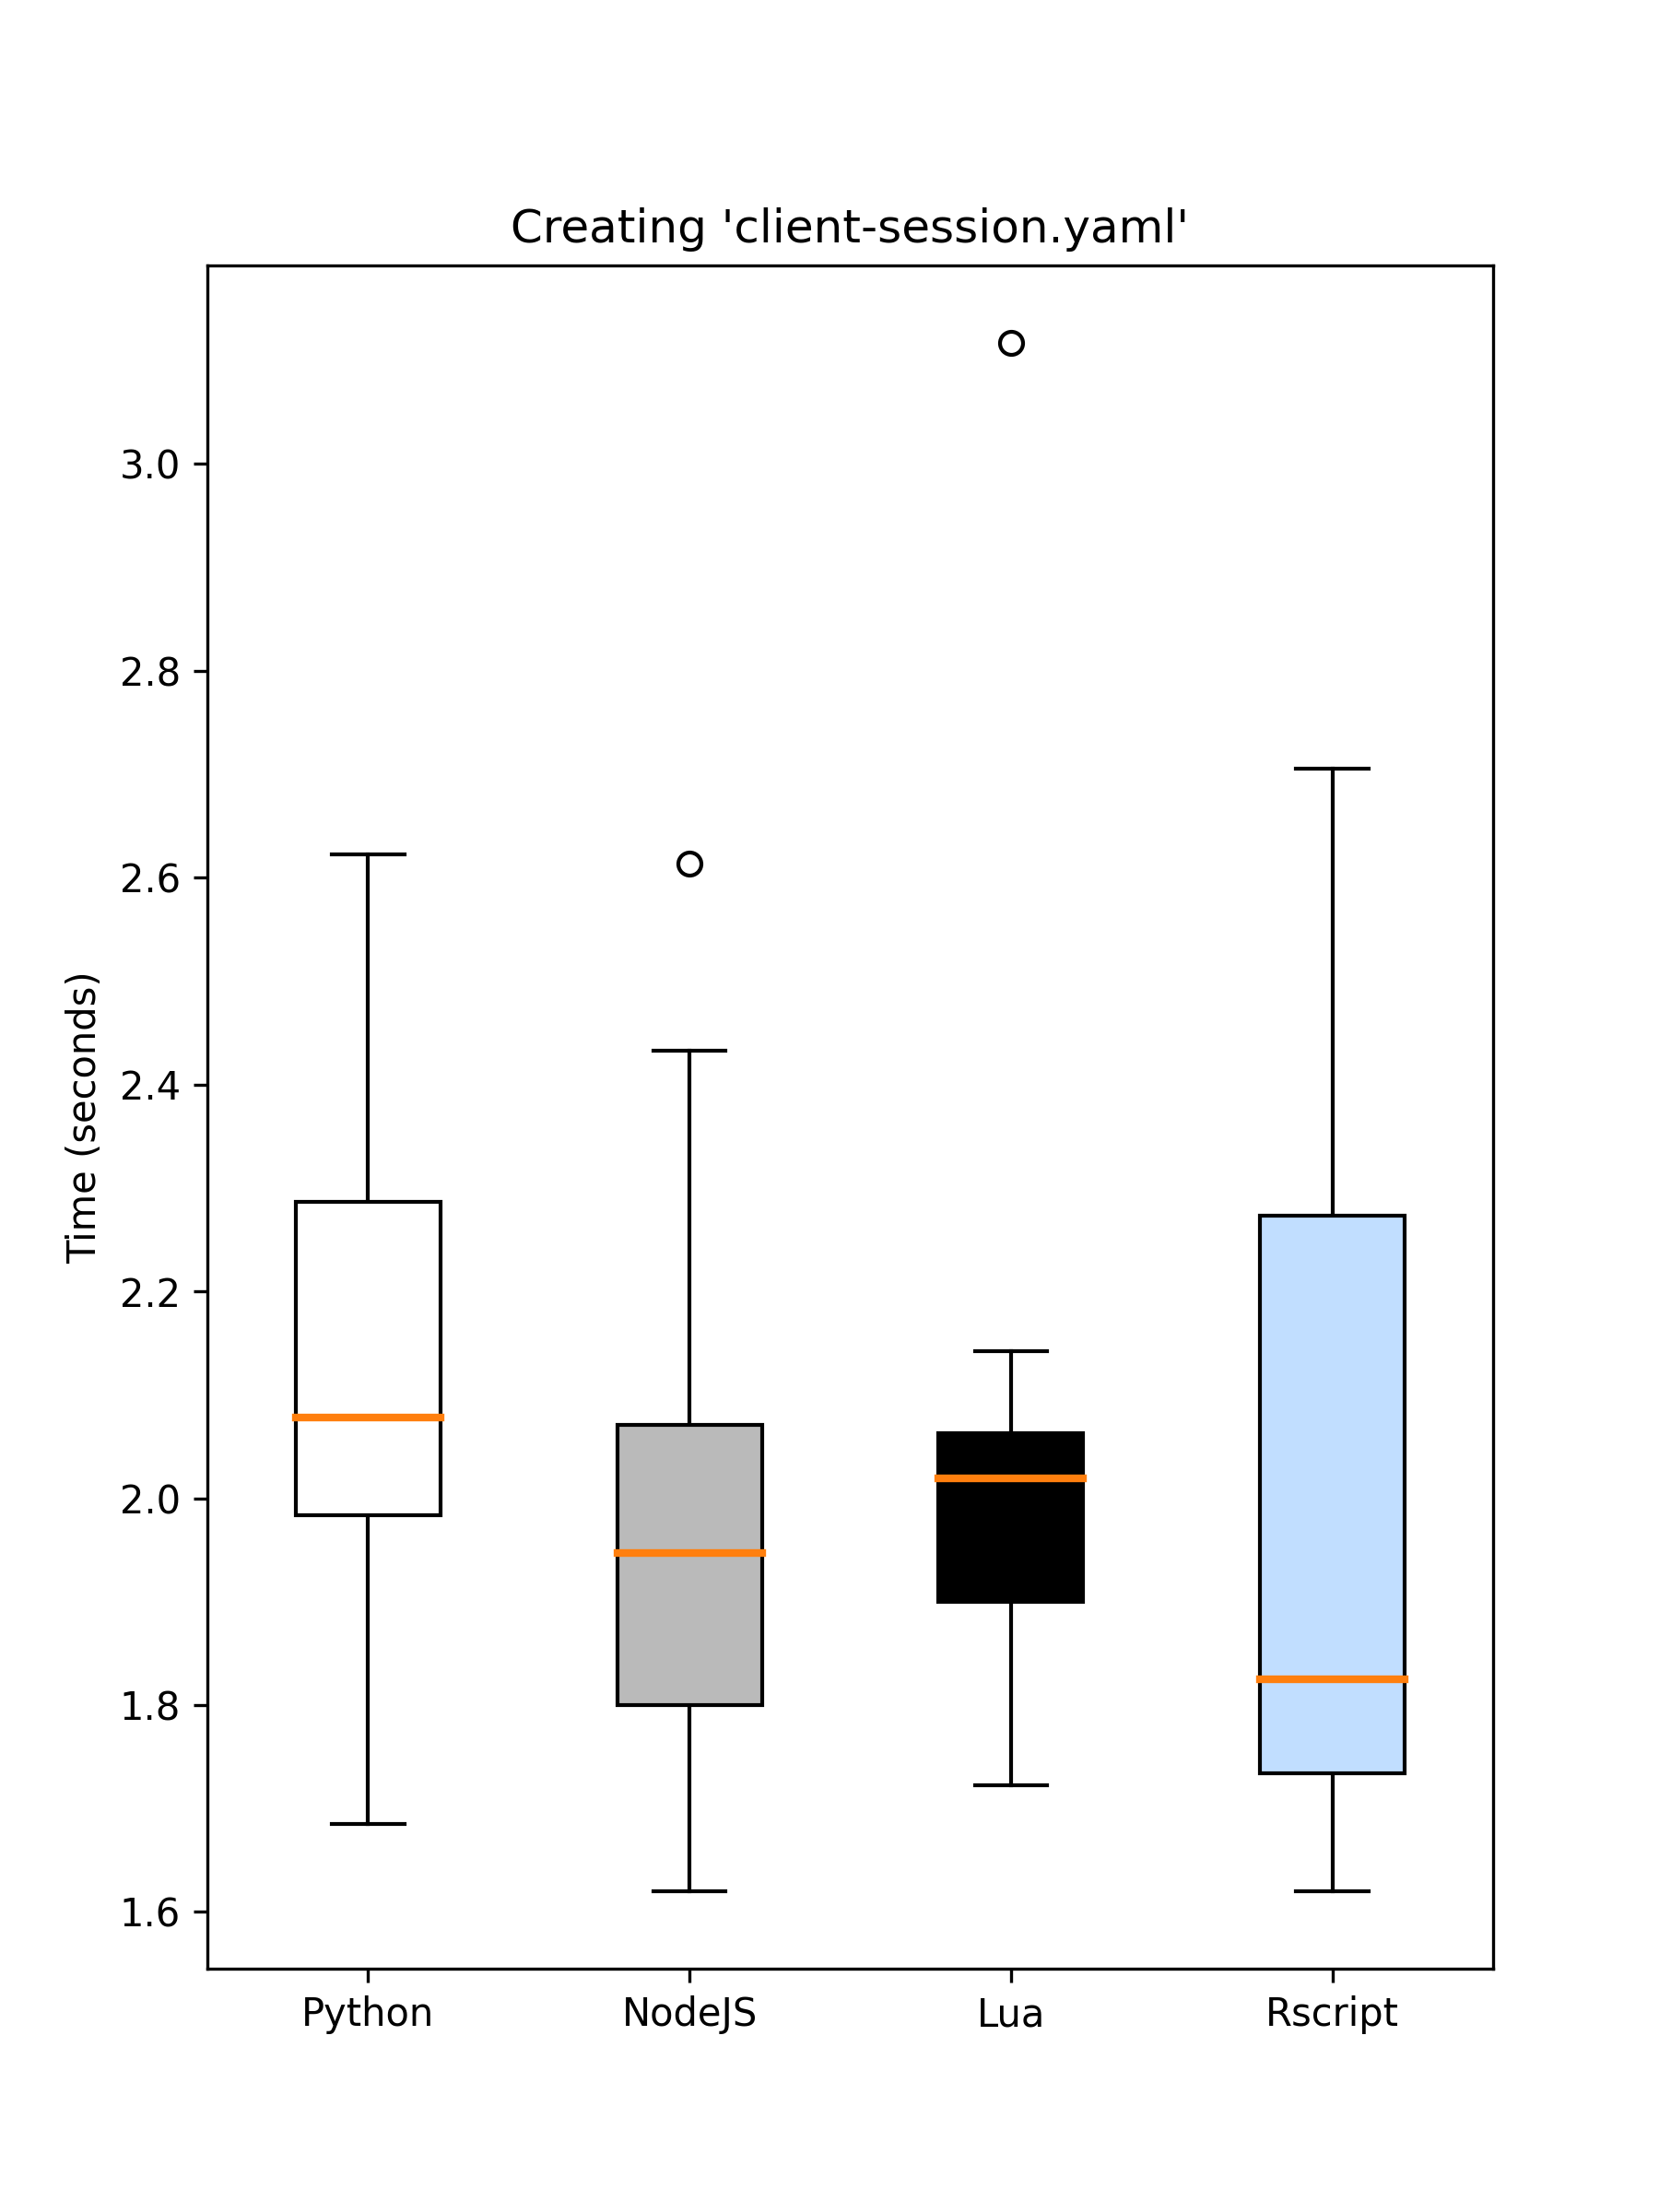 Creating 'client-session.yaml'
3.0
2.8
2.6
2.4
2.2
2.0
1.8
1.6
Time (seconds)
Python NodeJS Lua Rscript